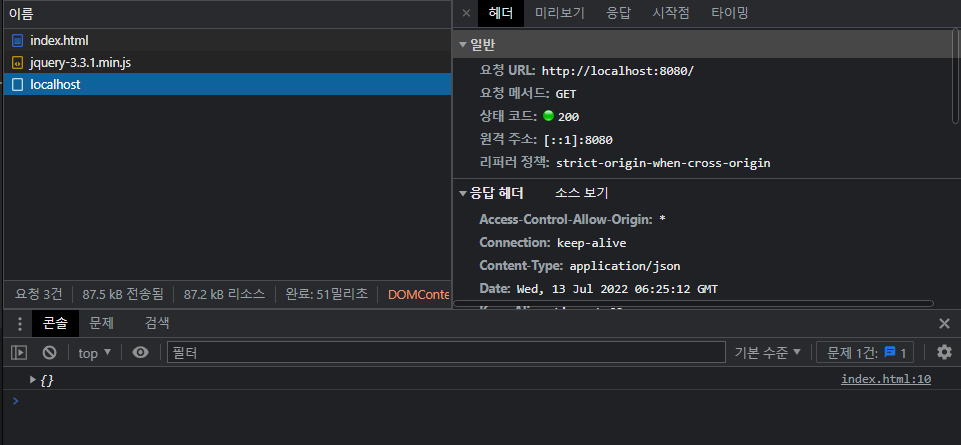 이름
index.html
jquery-3.3.1.min.js
localhost
요청 3건 87.5 kB 전송됨 87.2 kB 리소스 완료: 51밀리초 DOMConte
헤더 미리보기 응답 시작점 타이밍
일반
요청 URL: http://localhost:8080/
요청 메서드: GET
상태 코드: 200
원격 주소: [::1]:8080
리퍼러 정책: strict-origin-when-cross-origin
응답 헤더 소스 보기
Access-Control-Allow-Origin: *
Connection: keep-alive
Content-Type: application/json
Date: Wed, 13 Jul 2022 06:25:12 GMT
콘솔 문제 검색
top 필터 기본 수준 문제 1건: 1
{} index.html:10
>